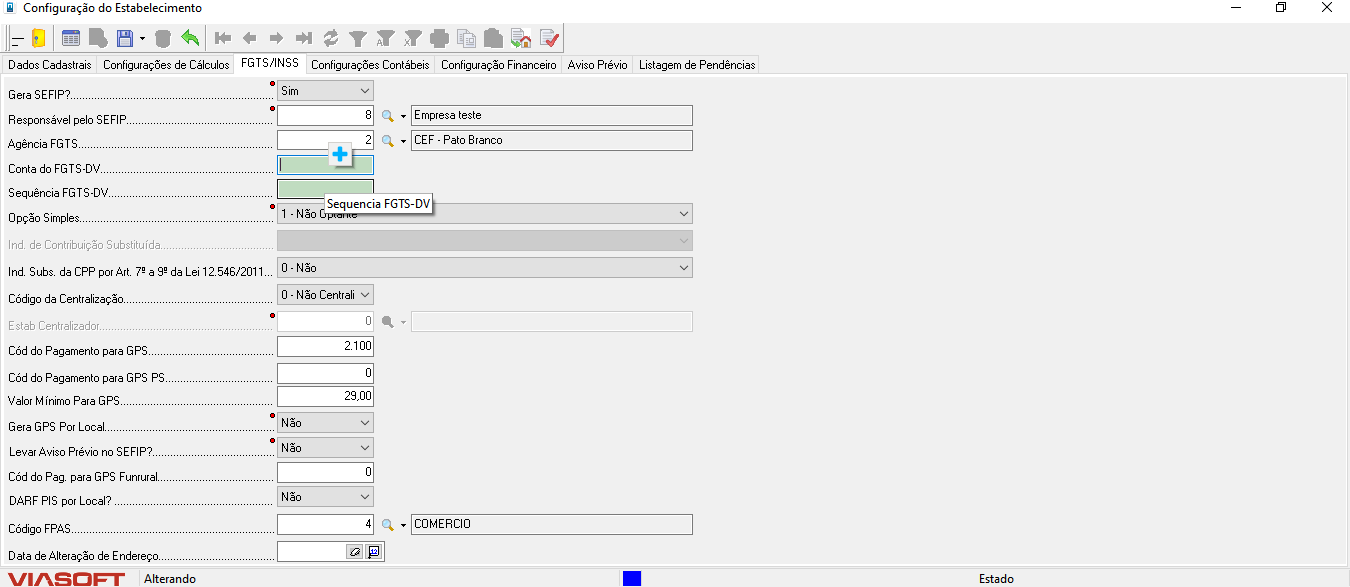 Configuração do Estabelecimento
Dados Cadastrais Configurações de Cálculos FGTS/INSS Configurações Contábeis Configuração Financeiro Aviso Prévio Listagem de Pendências
Gera SEFIP?................ Sim
Responsável pelo SEFIP................ 8 Empresa teste
Agência FGTS................ 2 CEF - Pato Branco
Conta do FGTS-DV................
Sequência FGTS-DV................
Sequencia FGTS-DV
Opção Simples................ 1 - Não Optante
Ind. de Contribuição Substituída................
Ind. Subs. da CPP por Art. 7º a 9º da Lei 12.546/2011... 0 - Não
Código da Centralização................ 0 - Não Centrali
Estab Centralizador................ 0
Cód do Pagamento para GPS................ 2.100
Cód do Pagamento para GPS PS................ 0
Valor Mínimo Para GPS................ 29,00
Gera GPS Por Local................ Não
Levar Aviso Prévio no SEFIP?................ Não
Cód do Pag. para GPS Funrural................ 0
DARF PIS por Local? ................ Não
Código FPAS................ 4 COMERCIO
Data de Alteração de Endereço................ 12
VIASOFT Alterando Estado